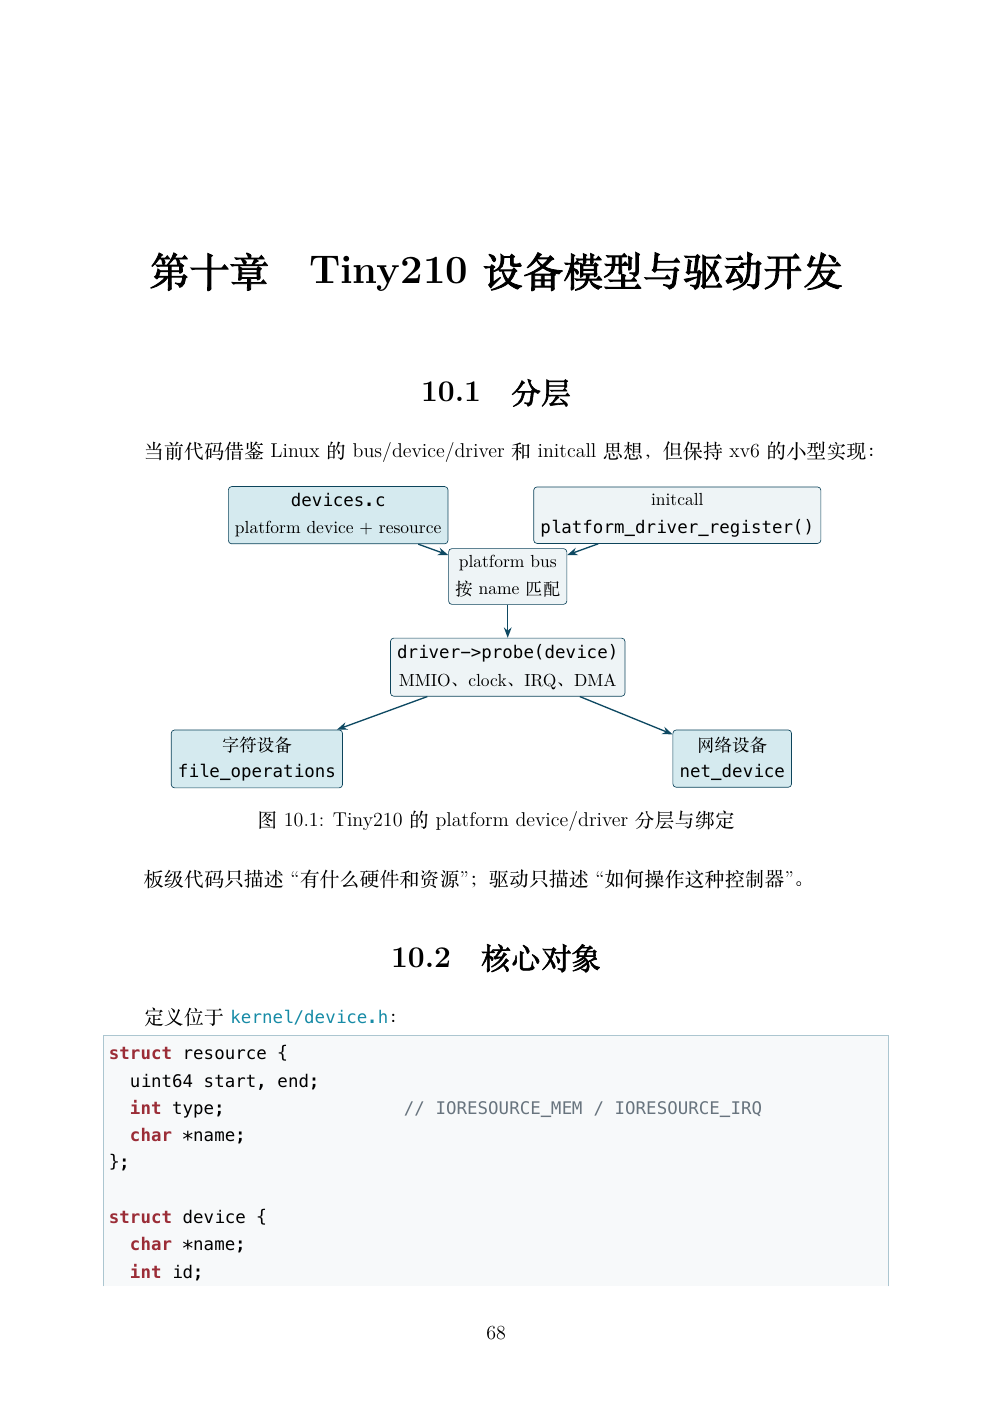 第十章　Tiny210 设备模型与驱动开发
10.1　分层
当前代码借鉴 Linux 的 bus/device/driver 和 initcall 思想，但保持 xv6 的小型实现：
devices.c
platform device + resource
initcall
platform_driver_register()
platform bus
按 name 匹配
driver->probe(device)
MMIO、clock、IRQ、DMA
字符设备
file_operations
网络设备
net_device
图 10.1: Tiny210 的 platform device/driver 分层与绑定
板级代码只描述 “有什么硬件和资源”；驱动只描述 “如何操作这种控制器”。
10.2　核心对象
定义位于 kernel/device.h：
struct resource {
  uint64 start, end;
  int type;                 // IORESOURCE_MEM / IORESOURCE_IRQ
  char *name;
};
struct device {
  char *name;
  int id;
68